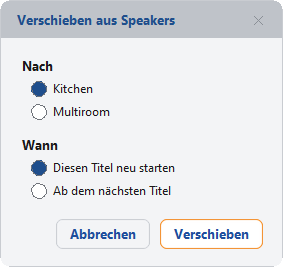 Verschieben aus Speakers
Nach
Kitchen
Multiroom
Wann
Diesen Titel neu starten
Ab dem nächsten Titel
Abbrechen Verschieben